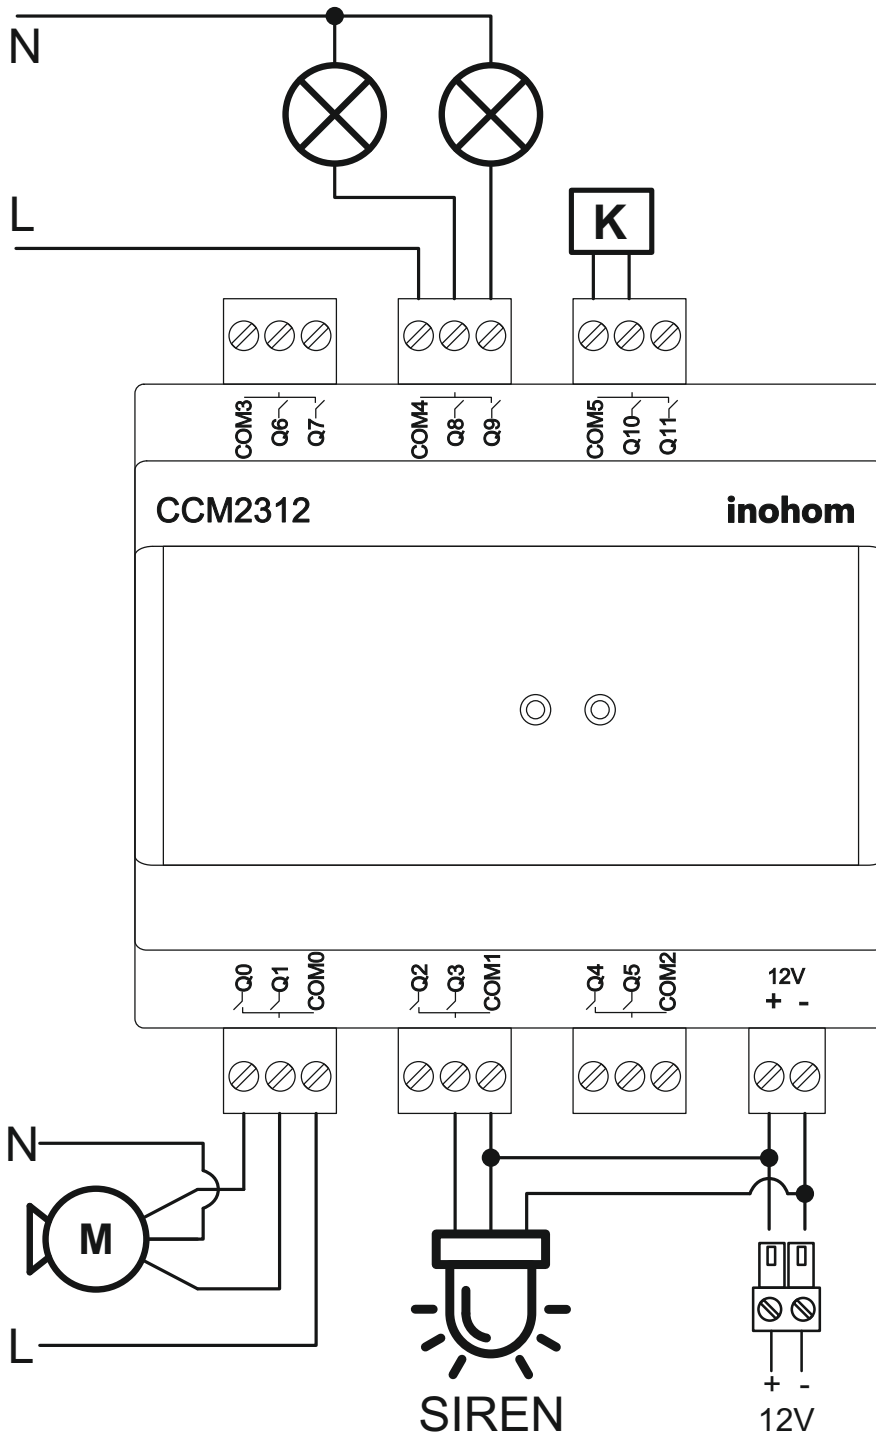 N
L
K
COM3 Q6 Q7
COM4 Q8 Q9
COM5 Q10 Q11
CCM2312
inohom
Q0 Q1 COM0
Q2 Q3 COM1
Q4 Q5 COM2
12V
+ -
N
M
L
SIREN
+ -
12V